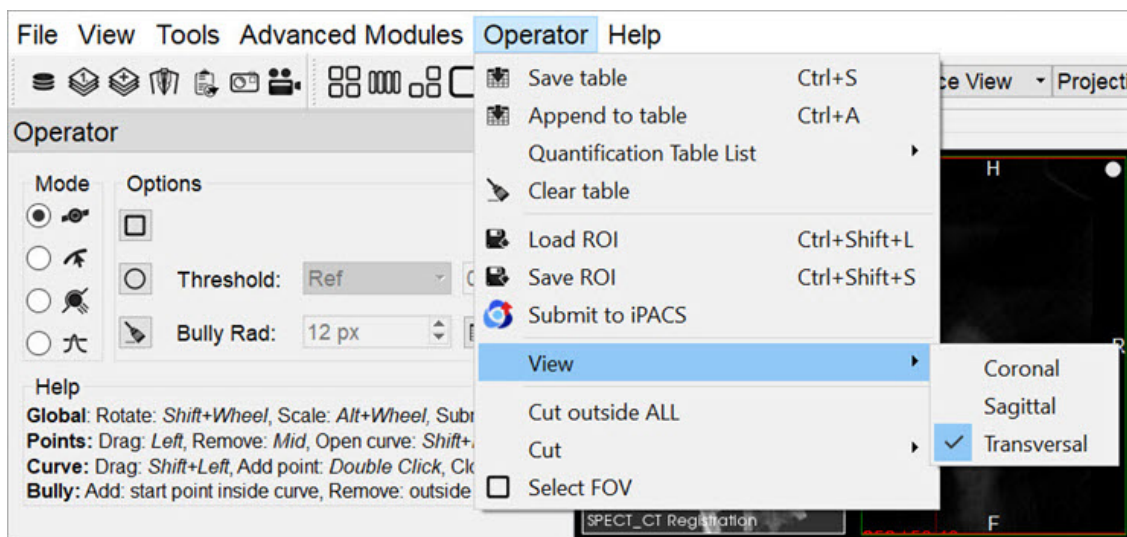 File View Tools Advanced Modules Operator Help
Save table Ctrl+S
Append to table Ctrl+A
Quantification Table List
Clear table
Load ROI Ctrl+Shift+L
Save ROI Ctrl+Shift+S
Submit to iPACS
View
Cut outside ALL
Cut
Select FOV
Coronal
Sagittal
Transversal
View Projecti
Operator
Mode Options
Threshold: Ref
Bully Rad: 12 px
Help
Global: Rotate: Shift+Wheel, Scale: Alt+Wheel,
Points: Drag: Left, Remove: Mid, Open curve: Shift+
Curve: Drag: Shift+Left, Add point: Double Click,
Bully: Add: start point inside curve, Remove: outside
H
R
SPECT_CT Registration
F